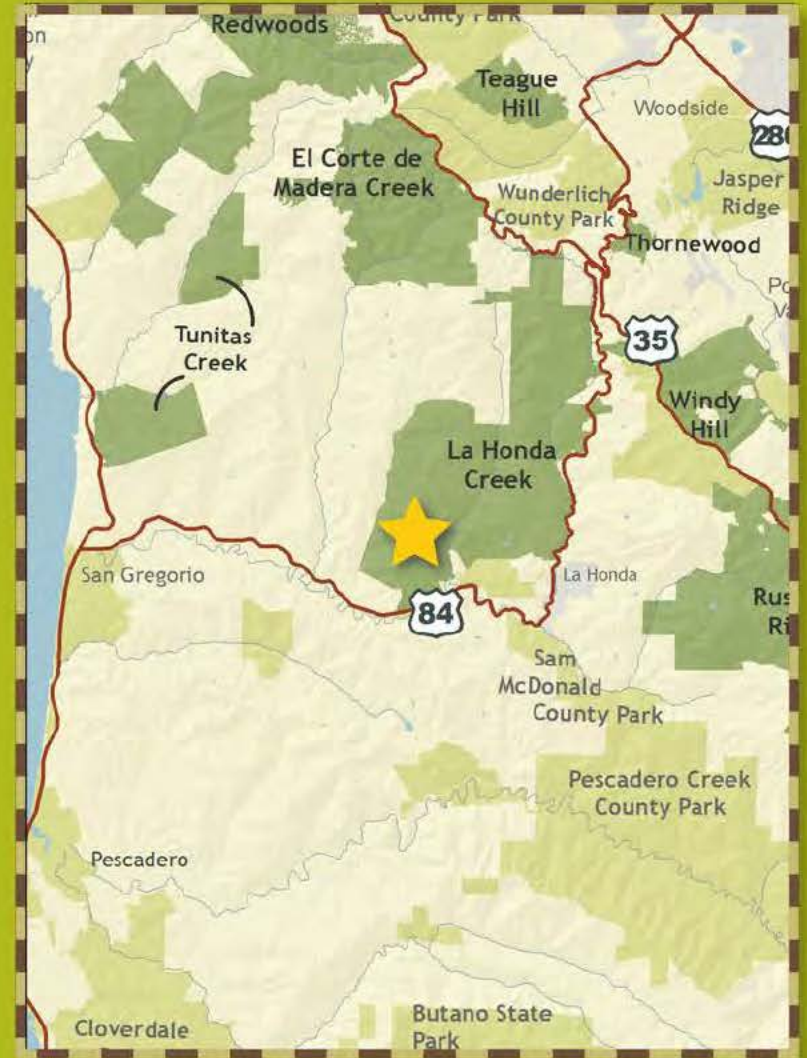 County Park
Redwoods
Teague
Hill
Woodside
280
El Corte de
Madera Creek
Jasper
Ridge
Wunderlich
County Park
Thornewood
Tunitas
Creek
35
Windy
Hill
La Honda
Creek
San Gregorio
La Honda
84
Sam
McDonald
County Park
Pescadero Creek
County Park
Pescadero
Cloverdale
Butano State
Park